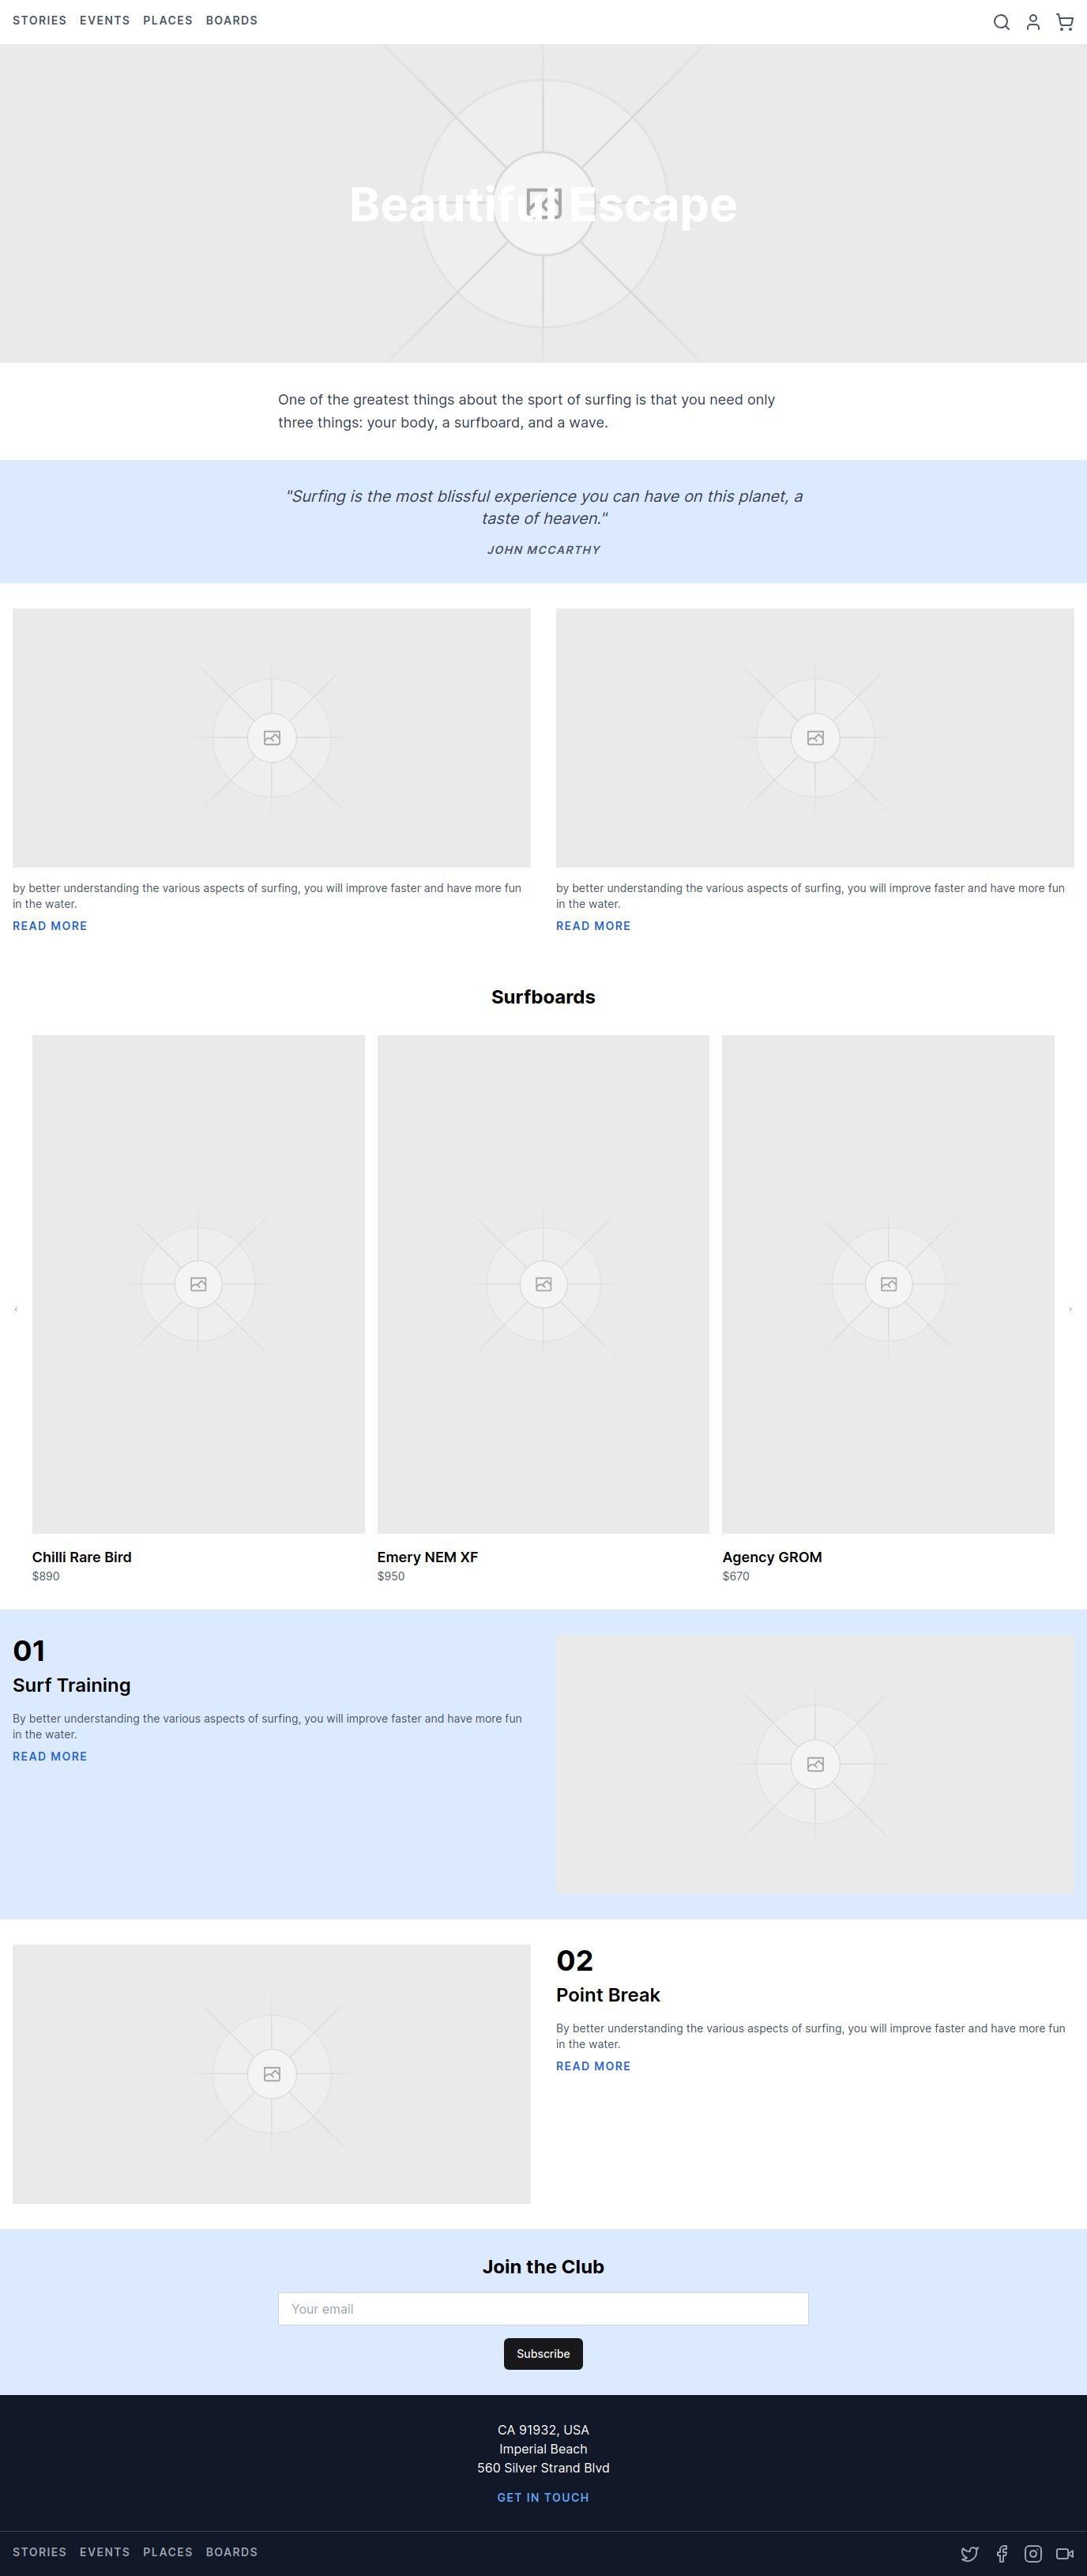 STORIES EVENTS PLACES BOARDS
Beautiful Escape
One of the greatest things about the sport of surfing is that you need only
three things: your body, a surfboard, and a wave.
"Surfing is the most blissful experience you can have on this planet, a
taste of heaven."
JOHN MCCARTHY
by better understanding the various aspects of surfing, you will improve faster and have more fun
in the water.
READ MORE
by better understanding the various aspects of surfing, you will improve faster and have more fun
in the water.
READ MORE
Surfboards
‹
›
Chilli Rare Bird
$890
Emery NEM XF
$950
Agency GROM
$670
01
Surf Training
By better understanding the various aspects of surfing, you will improve faster and have more fun
in the water.
READ MORE
02
Point Break
By better understanding the various aspects of surfing, you will improve faster and have more fun
in the water.
READ MORE
Join the Club
Your email
Subscribe
CA 91932, USA
Imperial Beach
560 Silver Strand Blvd
GET IN TOUCH
STORIES EVENTS PLACES BOARDS